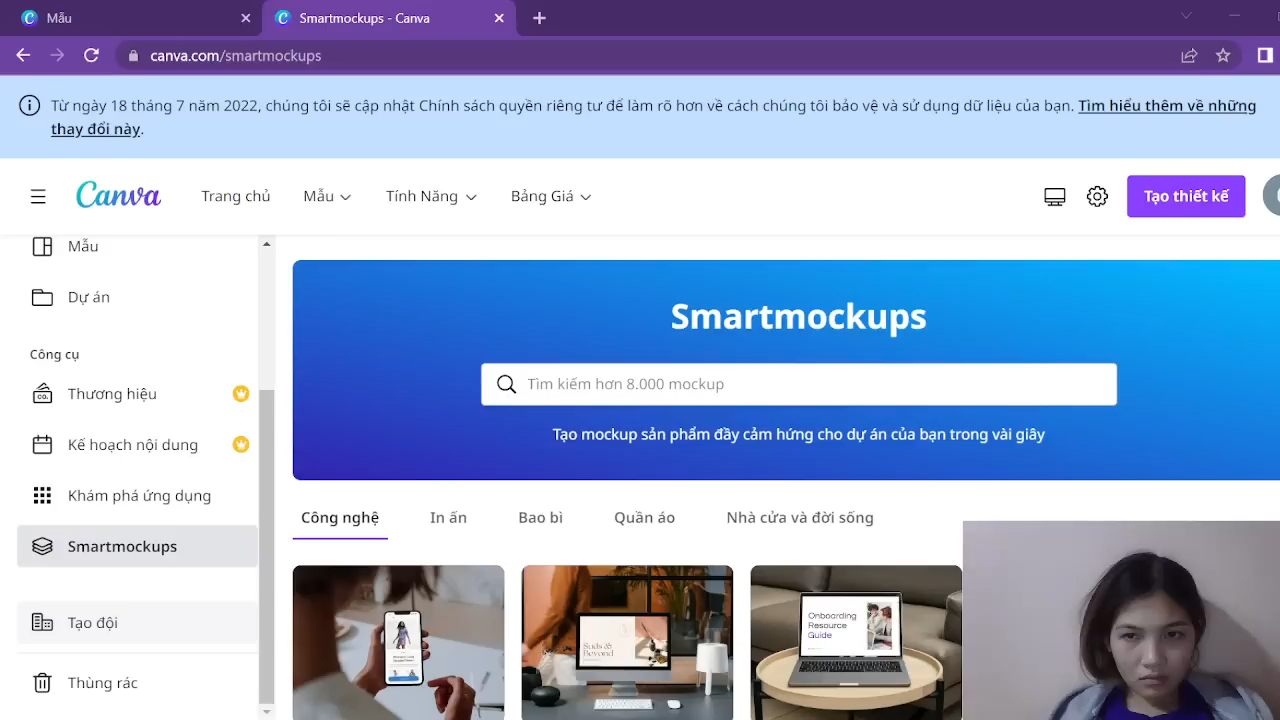 Mẫu
Smartmockups - Canva
canva.com/smartmockups
Từ ngày 18 tháng 7 năm 2022, chúng tôi sẽ cập nhật Chính sách quyền riêng tư để làm rõ hơn về cách chúng tôi bảo vệ và sử dụng dữ liệu của bạn. Tìm hiểu thêm về những
thay đổi này.
Canva
Trang chủ
Mẫu
Tính Năng
Bảng Giá
Tạo thiết kế
Mẫu
Dự án
Công cụ
Thương hiệu
Kế hoạch nội dung
Khám phá ứng dụng
Smartmockups
Tạo đội
Thùng rác
Smartmockups
Tìm kiếm hơn 8.000 mockup
Tạo mockup sản phẩm đầy cảm hứng cho dự án của bạn trong vài giây
Công nghệ
In ấn
Bao bì
Quần áo
Nhà cửa và đời sống
Suds &
Beyond
Onboarding
Resource
Guide